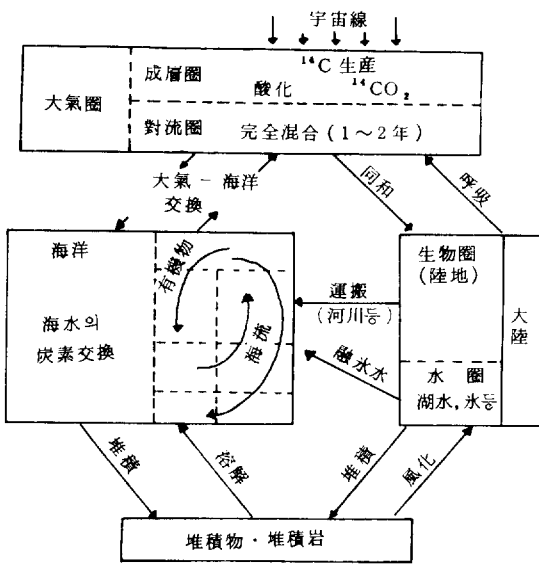 宇宙線
成層圈
¹⁴C 生産
酸化
¹⁴CO₂
大氣圈
對流圈
完全混合 (1～2年)
大氣－海洋
交換
同和
呼吸
海洋
有機物
生物圈
(陸地)
海水의
炭素交換
海流
運搬
(河川등)
大陸
融氷水
水 圈
湖水, 氷등
堆積
溶解
堆積
風化
堆積物・堆積岩